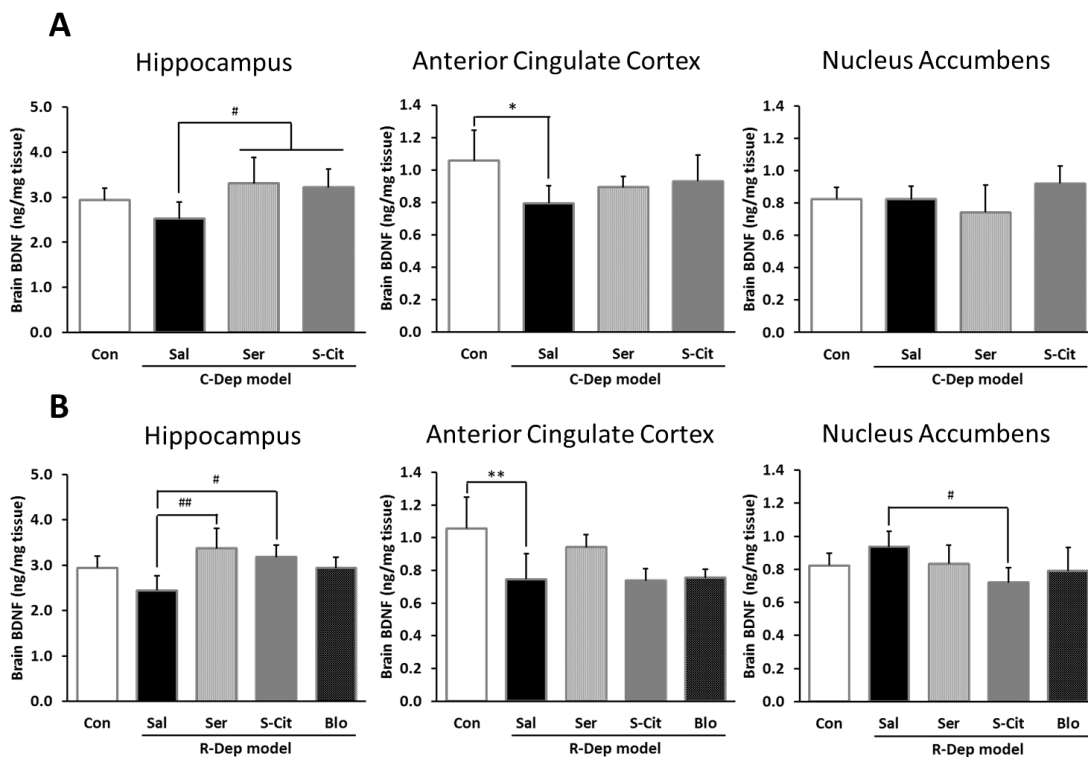 A
Hippocampus
Anterior Cingulate Cortex
Nucleus Accumbens
Brain BDNF (ng/mg tissue)
5.0
4.0
3.0
2.0
1.0
0.0
#
Con Sal Ser S-Cit
C-Dep model
Brain BDNF (ng/mg tissue)
1.4
1.2
1.0
0.8
0.6
0.4
0.2
0.0
*
Con Sal Ser S-Cit
C-Dep model
Brain BDNF (ng/mg tissue)
1.4
1.2
1.0
0.8
0.6
0.4
0.2
0.0
Con Sal Ser S-Cit
C-Dep model
B
Hippocampus
Anterior Cingulate Cortex
Nucleus Accumbens
Brain BDNF (ng/mg tissue)
5.0
4.0
3.0
2.0
1.0
0.0
#
##
Con Sal Ser S-Cit Blo
R-Dep model
Brain BDNF (ng/mg tissue)
1.4
1.2
1.0
0.8
0.6
0.4
0.2
0.0
**
Con Sal Ser S-Cit Blo
R-Dep model
Brain BDNF (ng/mg tissue)
1.4
1.2
1.0
0.8
0.6
0.4
0.2
0.0
#
Con Sal Ser S-Cit Blo
R-Dep model